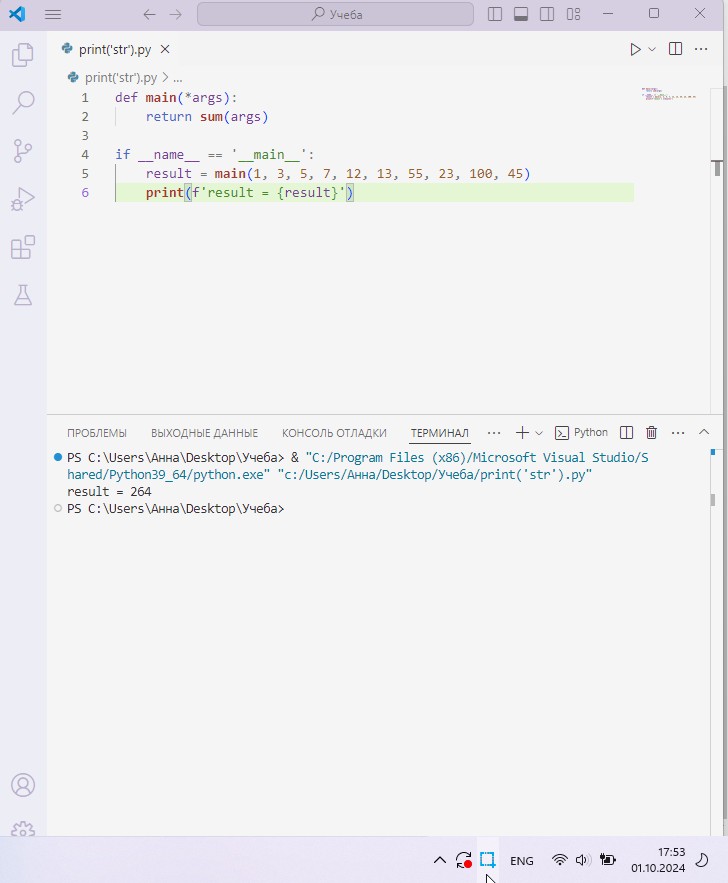 Учеба
print('str').py
print('str').py > ...
1 def main(*args):
2     return sum(args)
3
4 if __name__ == '__main__':
5     result = main(1, 3, 5, 7, 12, 13, 55, 23, 100, 45)
6     print(f'result = {result}')
ПРОБЛЕМЫ ВЫХОДНЫЕ ДАННЫЕ КОНСОЛЬ ОТЛАДКИ ТЕРМИНАЛ ... Python
PS C:\Users\Анна\Desktop\Учеба> & "C:/Program Files (x86)/Microsoft Visual Studio/S
hared/Python39_64/python.exe" "c:/Users/Анна/Desktop/Учеба/print('str').py"
result = 264
PS C:\Users\Анна\Desktop\Учеба>
ENG
17:53
01.10.2024